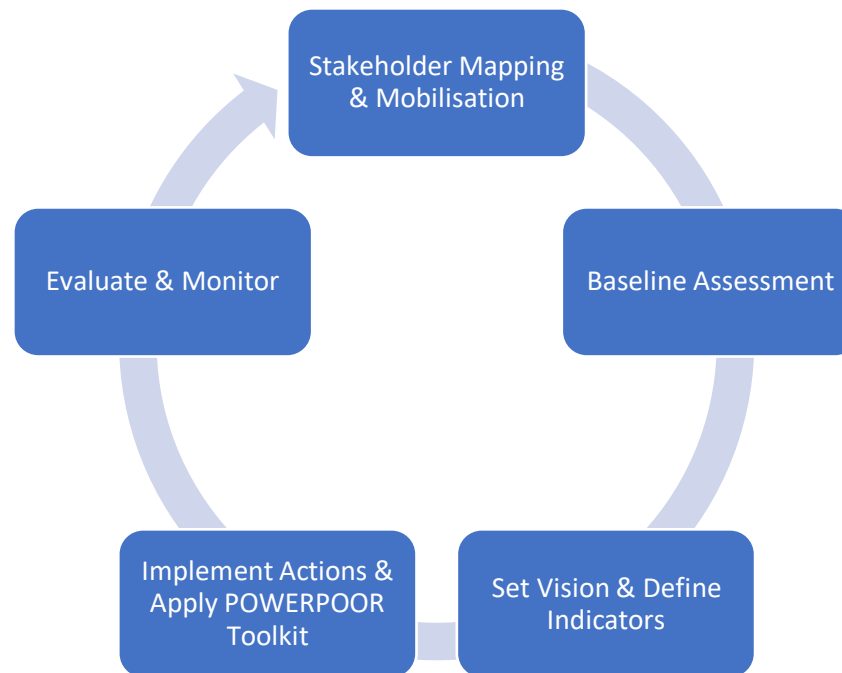 Stakeholder Mapping
& Mobilisation
Evaluate & Monitor
Baseline Assessment
Implement Actions &
Apply POWERPOOR
Toolkit
Set Vision & Define
Indicators